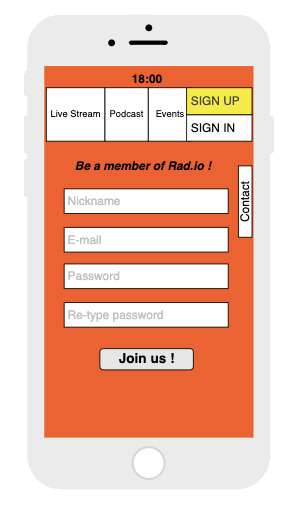 18:00
Live Stream
Podcast
Events
SIGN UP
SIGN IN
Be a member of Rad.io !
Contact
Nickname
E-mail
Password
Re-type password
Join us !